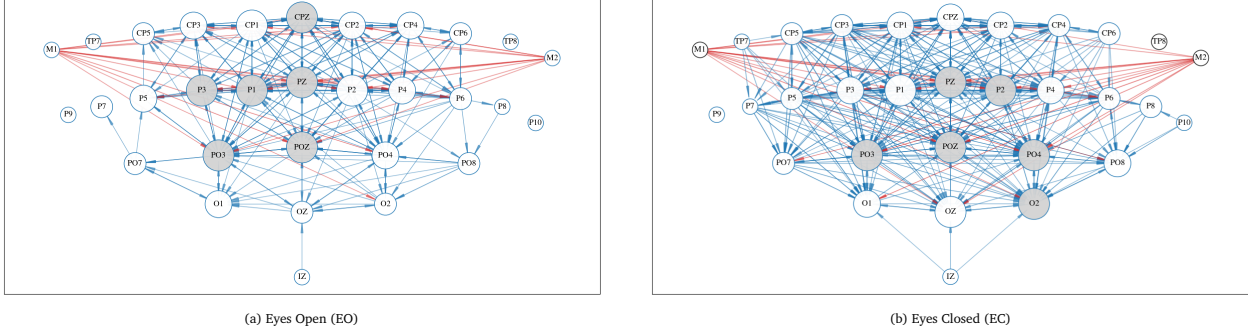 CPZ
CP3 CP1 CP2 CP4
CP5 CP6
M1 TP7 TP8 M2
P3 P1 PZ P2 P4
P5 P6
P9 P7 P8 P10
PO3 POZ PO4
PO7 PO8
O1 OZ O2
IZ
(a) Eyes Open (EO)
CPZ
CP3 CP1 CP2 CP4
CP5 CP6
M1 TP7 TP8 M2
P3 P1 PZ P2 P4
P5 P6
P9 P7 P8 P10
PO3 POZ PO4
PO7 PO8
O1 OZ O2
IZ
(b) Eyes Closed (EC)